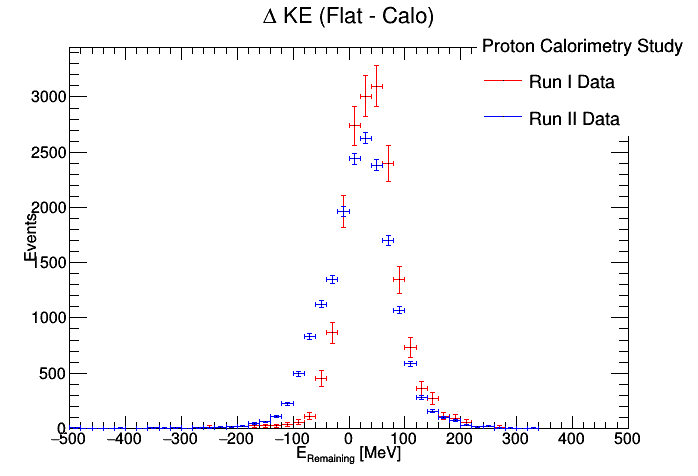 Δ KE (Flat - Calo)
Proton Calorimetry Study
Run I Data
Run II Data
Events
3000
2500
2000
1500
1000
500
0
−500 −400 −300 −200 −100 0 100 200 300 400 500
E_Remaining [MeV]